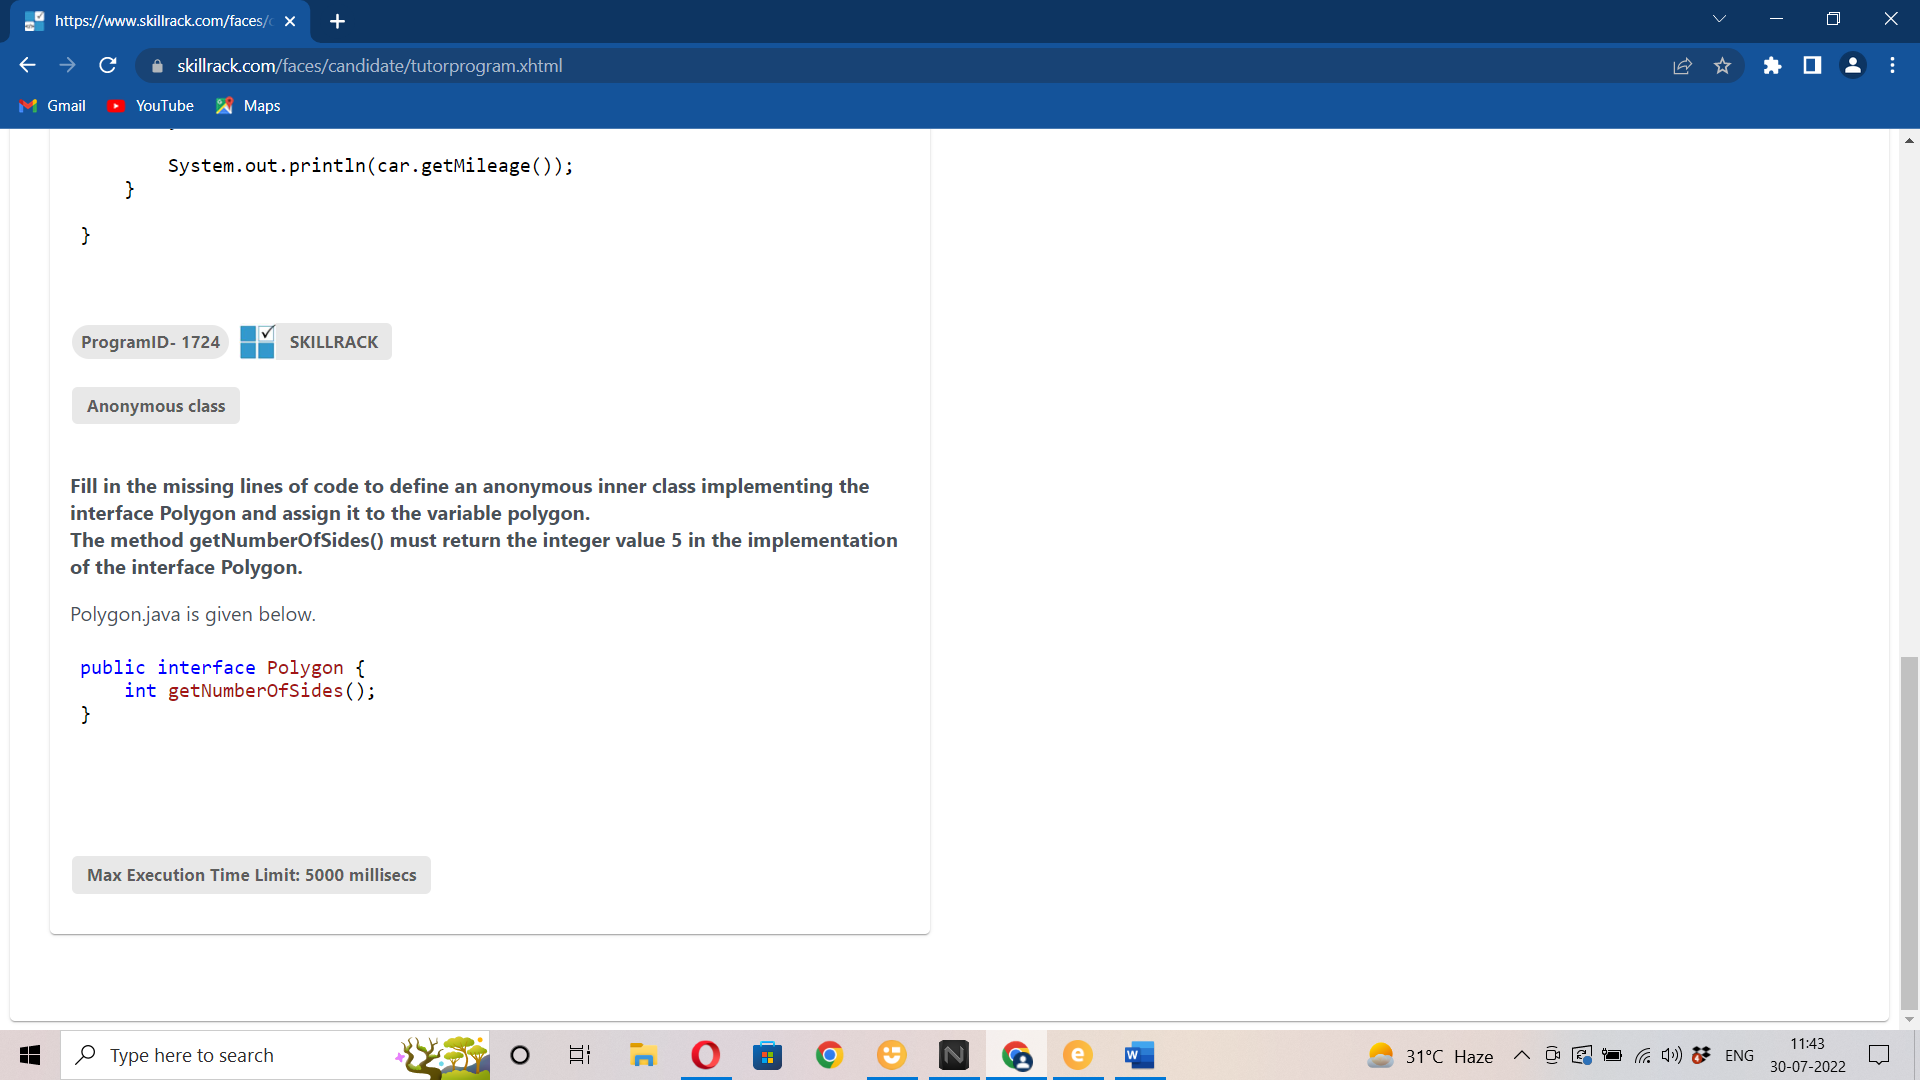 https://www.skillrack.com/faces/c
skillrack.com/faces/candidate/tutorprogram.xhtml
Gmail YouTube Maps
System.out.println(car.getMileage());
}
}
ProgramID- 1724 SKILLRACK
Anonymous class
Fill in the missing lines of code to define an anonymous inner class implementing the
interface Polygon and assign it to the variable polygon.
The method getNumberOfSides() must return the integer value 5 in the implementation
of the interface Polygon.
Polygon.java is given below.
public interface Polygon {
int getNumberOfSides();
}
Max Execution Time Limit: 5000 millisecs
Type here to search
31°C Haze
ENG
11:43
30-07-2022